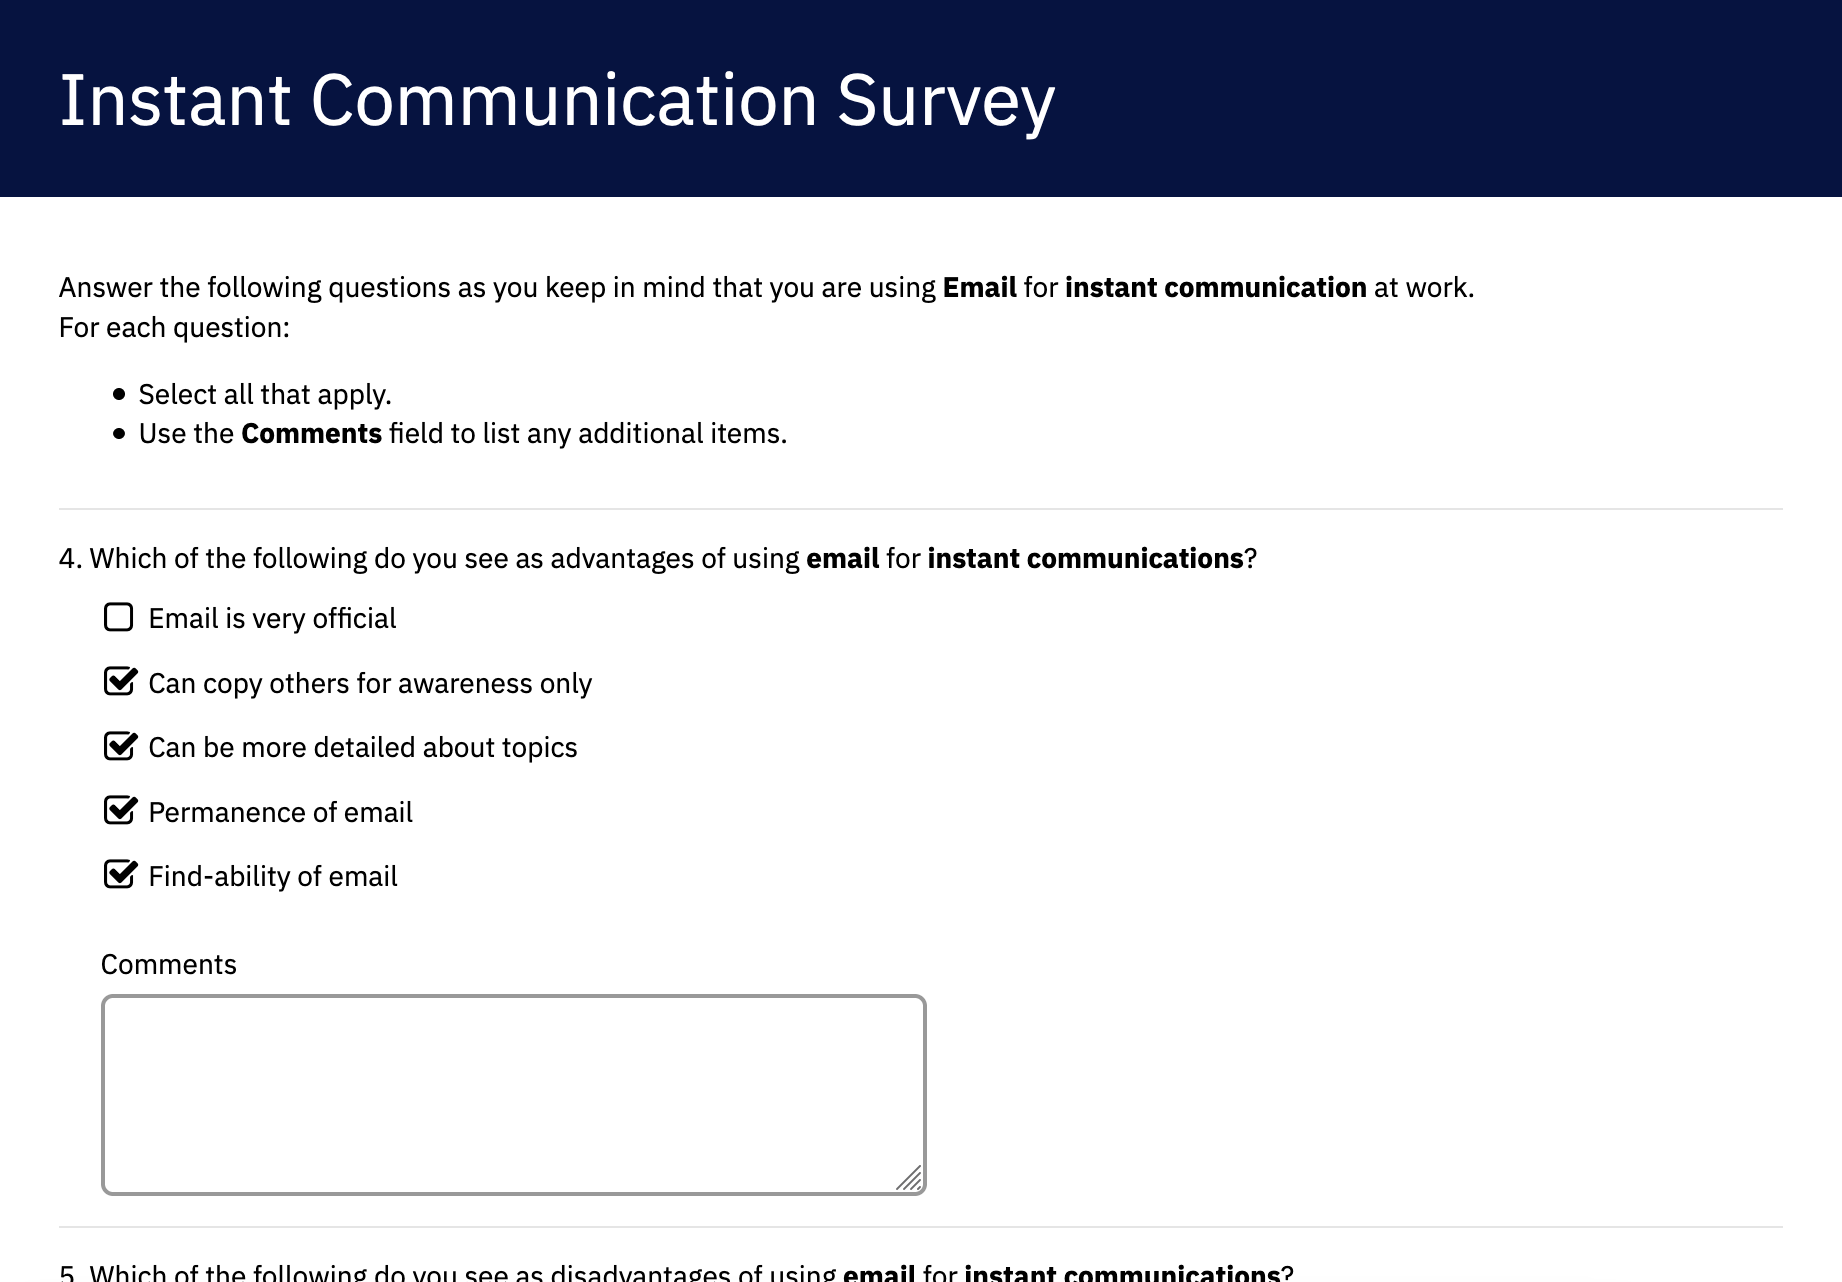 Instant Communication Survey
Answer the following questions as you keep in mind that you are using Email for instant communication at work.
For each question:
Select all that apply.
Use the Comments field to list any additional items.
4. Which of the following do you see as advantages of using email for instant communications?
Email is very official
Can copy others for awareness only
Can be more detailed about topics
Permanence of email
Find-ability of email
Comments
5. Which of the following do you see as disadvantages of using email for instant communications?